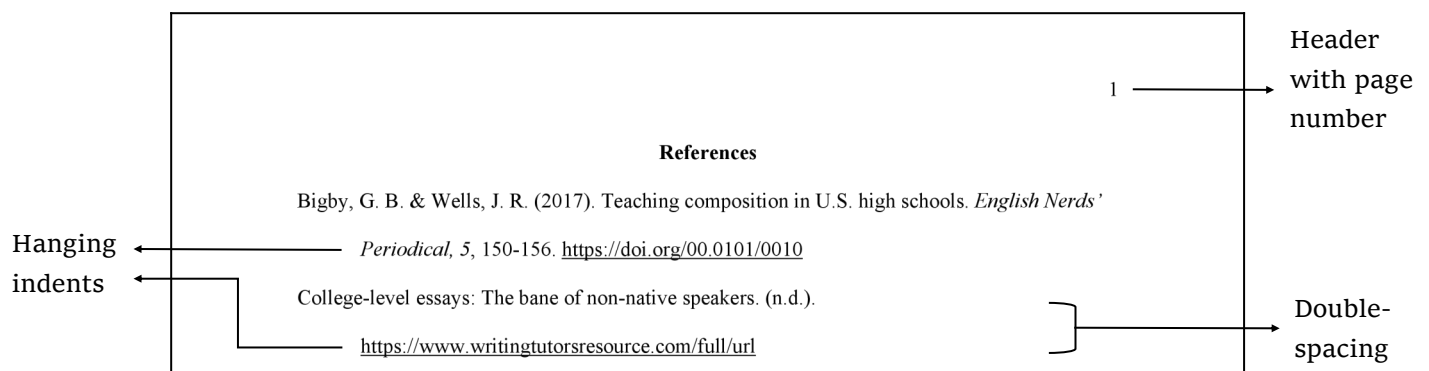 Header
with page
number
1
References
Bigby, G. B. & Wells, J. R. (2017). Teaching composition in U.S. high schools. English Nerds’
Hanging
indents
Periodical, 5, 150-156. https://doi.org/00.0101/0010
College-level essays: The bane of non-native speakers. (n.d.).
https://www.writingtutorsresource.com/full/url
Double-
spacing